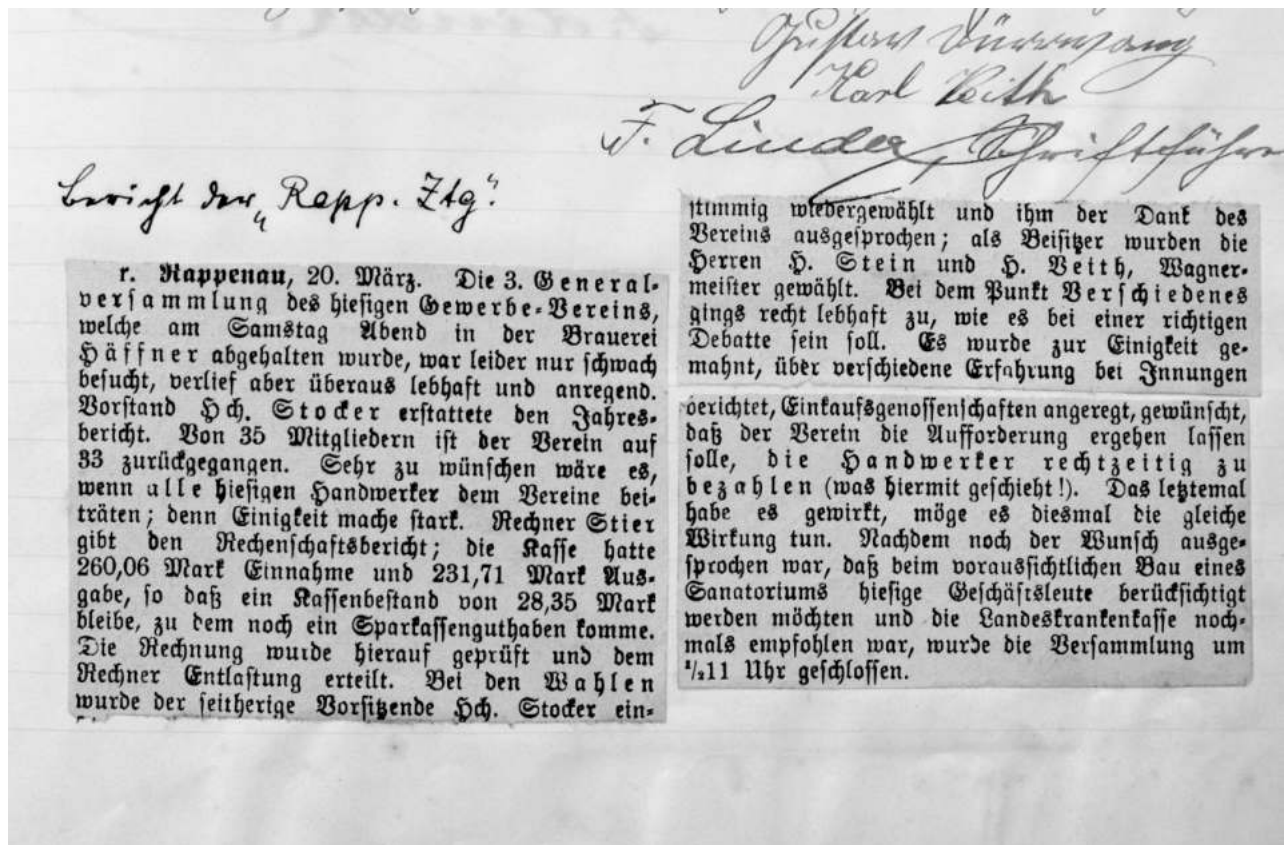 Gustav Dürrwang
Karl Veith
F. Linder, Schriftführer
Bericht der „Rapp. Ztg".
r. Rappenau, 20. März. Die 3. General-
versammlung des hiesigen Gewerbe-Vereins,
welche am Samstag Abend in der Brauerei
Häffner abgehalten wurde, war leider nur schwach
besucht, verlief aber überaus lebhaft und anregend.
Vorstand Hch. Stocker erstattete den Jahres-
bericht. Von 35 Mitgliedern ist der Verein auf
33 zurückgegangen. Sehr zu wünschen wäre es,
wenn alle hiesigen Handwerker dem Vereine bei-
träten; denn Einigkeit mache stark. Rechner Stier
gibt den Rechenschaftsbericht; die Kasse hatte
260,06 Mark Einnahme und 231,71 Mark Aus-
gabe, so daß ein Kassenbestand von 28,35 Mark
bleibe, zu dem noch ein Sparkassenguthaben komme.
Die Rechnung wurde hierauf geprüft und dem
Rechner Entlastung erteilt. Bei den Wahlen
wurde der seitherige Vorsitzende Hch. Stocker ein-
stimmig wiedergewählt und ihm der Dank des
Vereins ausgesprochen; als Beisitzer wurden die
Herren H. Stein und H. Veith, Wagner-
meister gewählt. Bei dem Punkt Verschiedenes
gings recht lebhaft zu, wie es bei einer richtigen
Debatte sein soll. Es wurde zur Einigkeit ge-
mahnt, über verschiedene Erfahrung bei Innungen
berichtet, Einkaufsgenossenschaften angeregt, gewünscht,
daß der Verein die Aufforderung ergehen lassen
solle, die Handwerker rechtzeitig zu
bezahlen (was hiermit geschieht!). Das letztemal
habe es gewirkt, möge es diesmal die gleiche
Wirkung tun. Nachdem noch der Wunsch ausge-
sprochen war, daß beim voraussichtlichen Bau eines
Sanatoriums hiesige Geschäftsleute berücksichtigt
werden möchten und die Landeskrankenkasse noch-
mals empfohlen war, wurde die Versammlung um
½11 Uhr geschlossen.